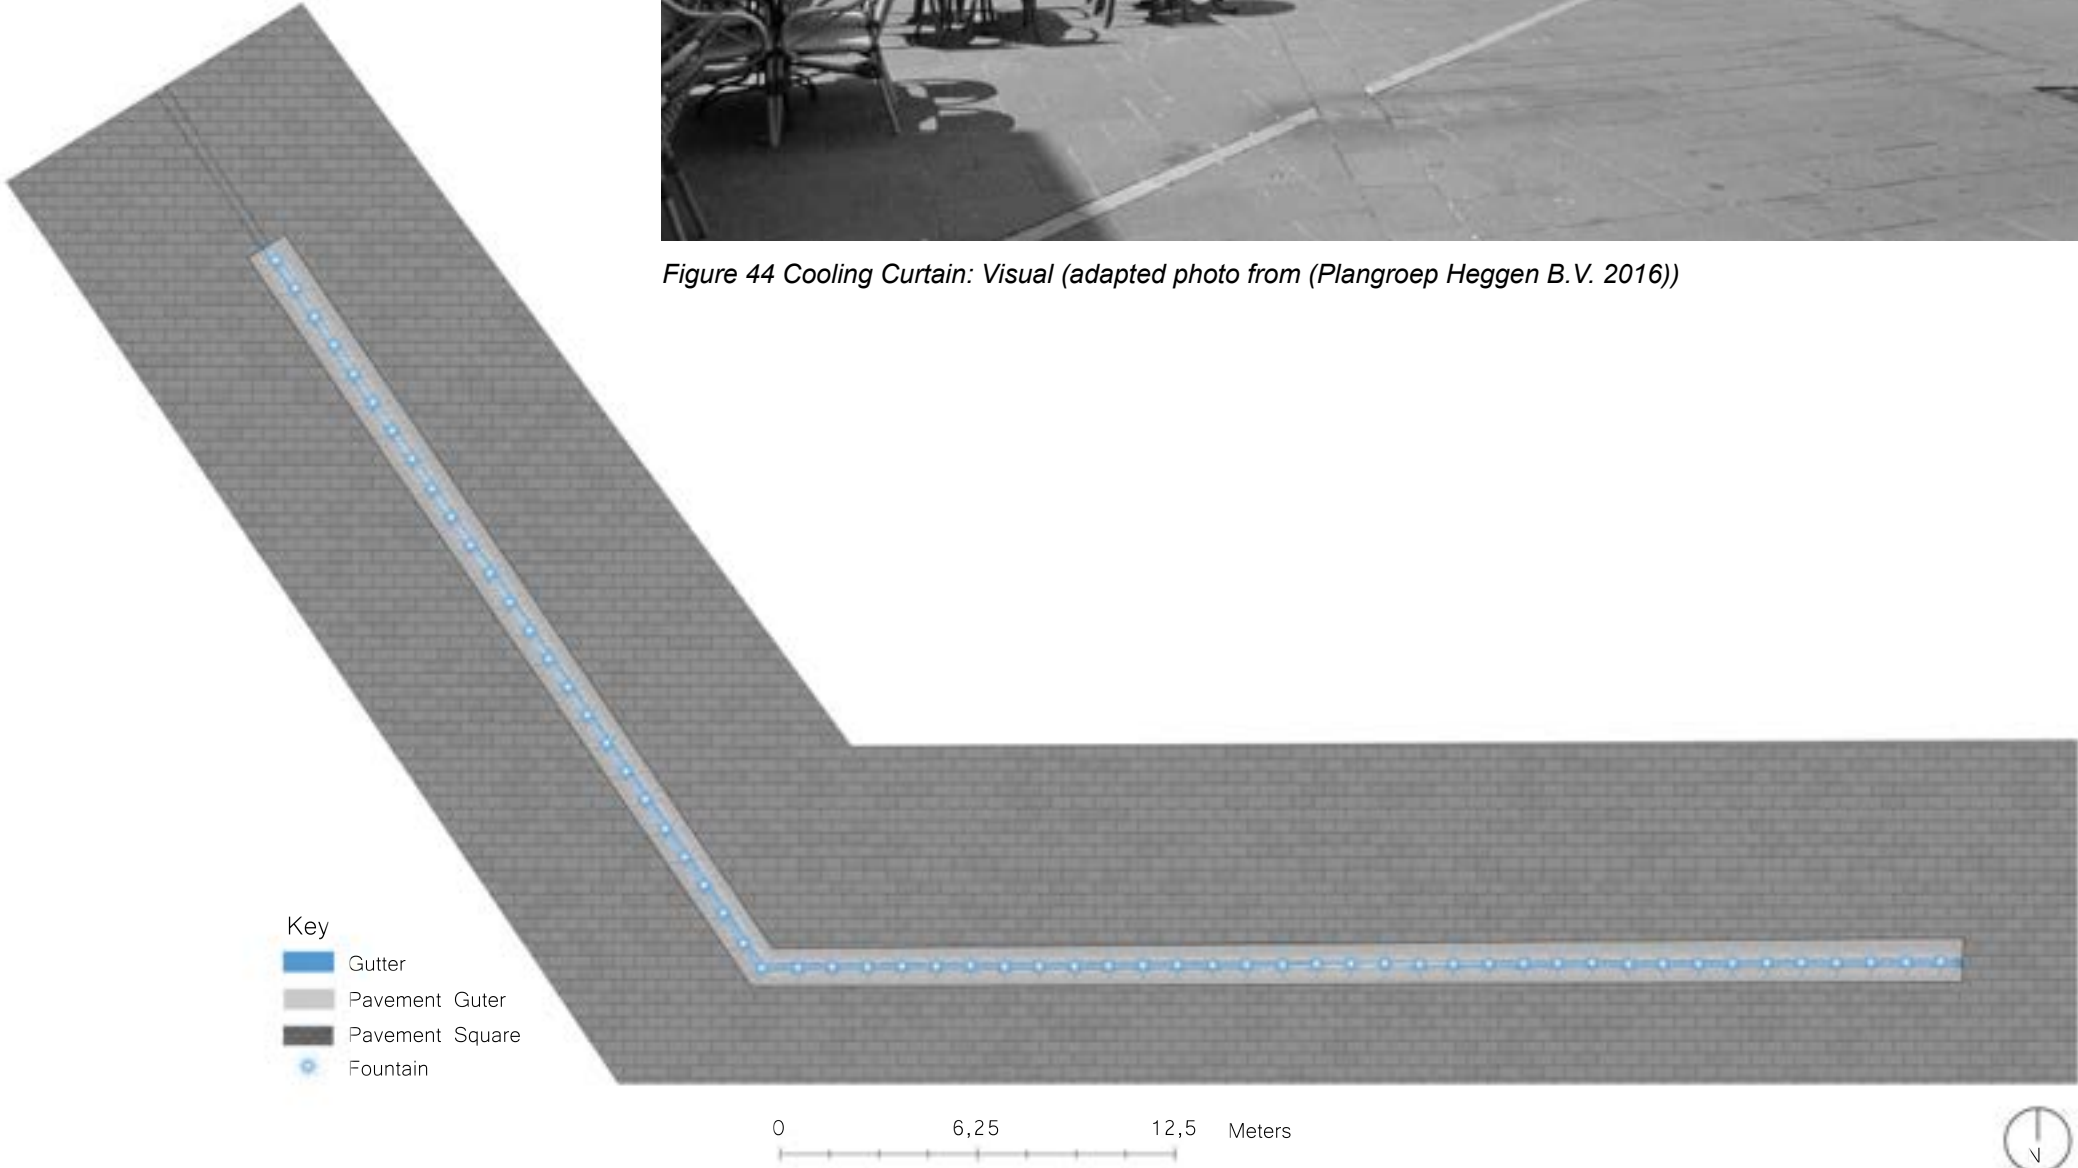 Figure 44 Cooling Curtain: Visual (adapted photo from (Plangroep Heggen B.V. 2016))
Key
Gutter
Pavement Guter
Pavement Square
Fountain
0 6,25 12,5 Meters
N